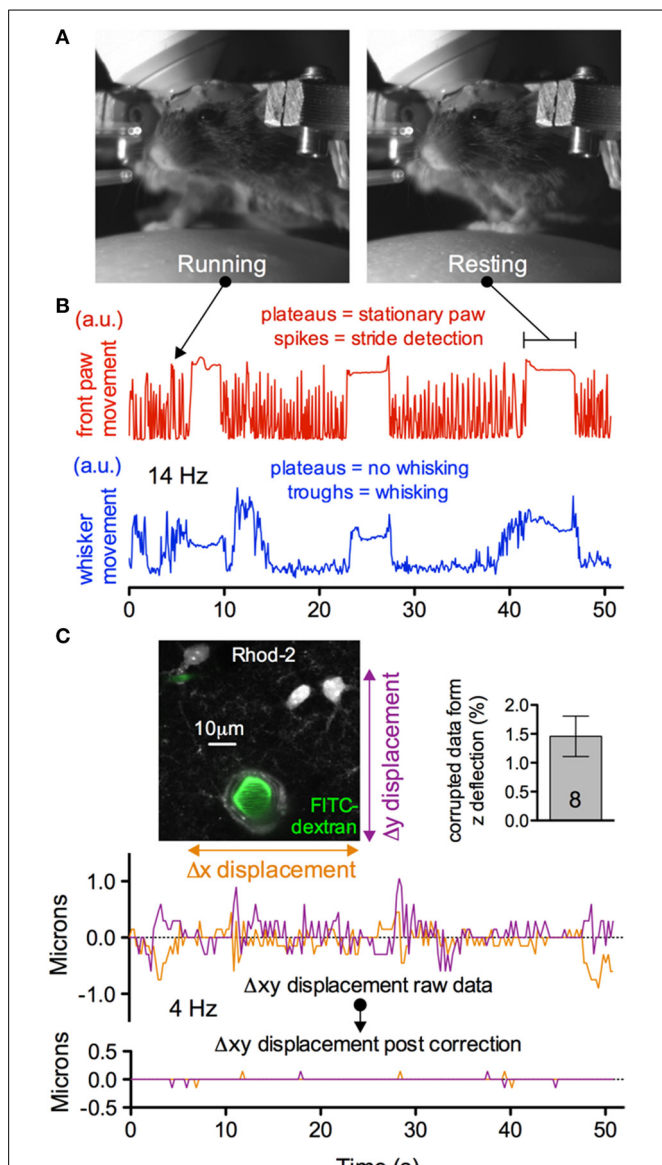 A
Running
Resting
B
(a.u.)
front paw
movement
plateaus = stationary paw
spikes = stride detection
(a.u.)
whisker
movement
14 Hz
plateaus = no whisking
troughs = whisking
0 10 20 30 40 50
C
Rhod-2
10μm
FITC-
dextran
Δy displacement
Δx displacement
corrupted data form
z deflection (%)
2.0
1.5
1.0
0.5
0.0
8
Microns
1.0
0.0
-1.0
4 Hz
Δxy displacement raw data
Δxy displacement post correction
Microns
0.5
0.0
-0.5
0 10 20 30 40 50
Time (s)